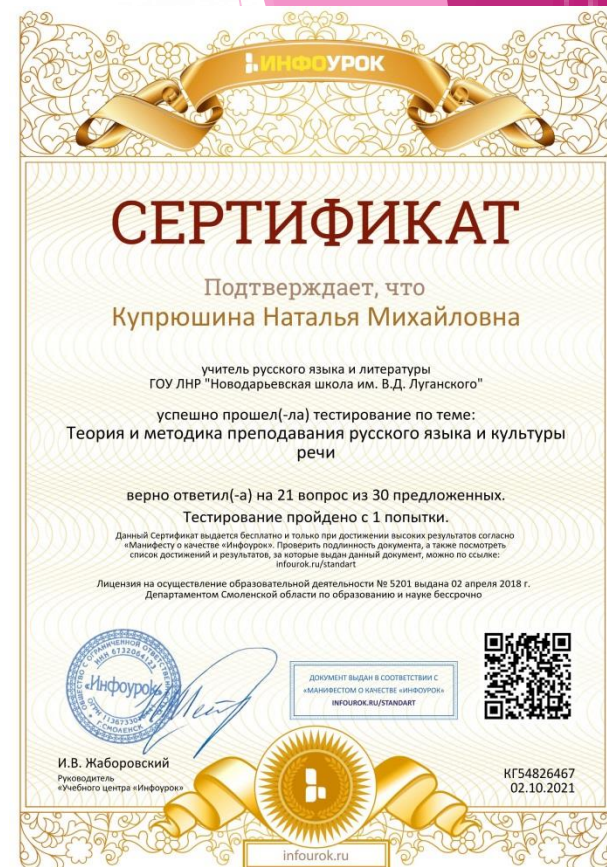 ИНФОУРОК
СЕРТИФИКАТ
Подтверждает, что
Купрюшина Наталья Михайловна
учитель русского языка и литературы
ГОУ ЛНР "Новодарьевская школа им. В.Д. Луганского"
успешно прошел(-ла) тестирование по теме:
Теория и методика преподавания русского языка и культуры
речи
верно ответил(-а) на 21 вопрос из 30 предложенных.
Тестирование пройдено с 1 попытки.
Данный Сертификат выдается бесплатно и только при достижении высоких результатов согласно
«Манифесту о качестве «Инфоурок». Проверить подлинность документа, а также посмотреть
список достижений и результатов, за которые выдан данный документ, можно по ссылке:
infourok.ru/standart
Лицензия на осуществление образовательной деятельности № 5201 выдана 02 апреля 2018 г.
Департаментом Смоленской области по образованию и науке бессрочно
«Инфоурок»
Г.СМОЛЕНСК
ДОКУМЕНТ ВЫДАН В СООТВЕТСТВИИ С
«МАНИФЕСТОМ О КАЧЕСТВЕ «ИНФОУРОК»
INFOUROK.RU/STANDART
И.В. Жаборовский
Руководитель
«Учебного центра «Инфоурок»
КГ54826467
02.10.2021
infourok.ru